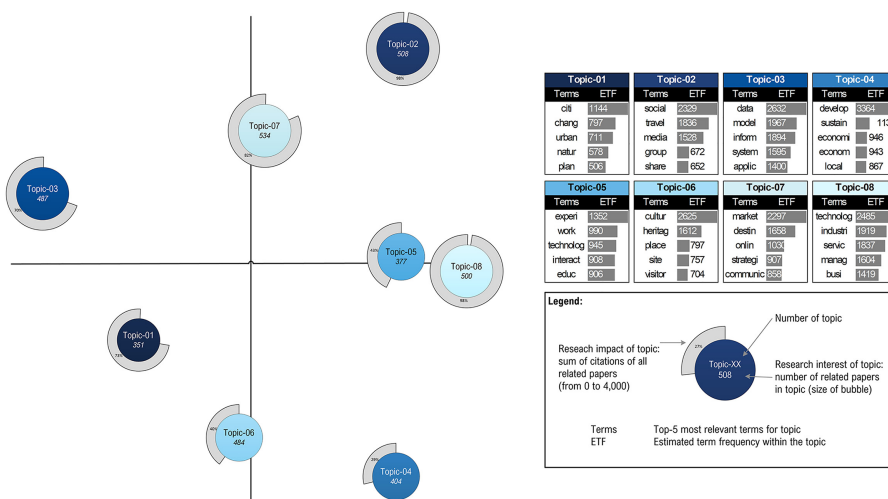 Topic-02
508
98%
Topic-07
534
82%
Topic-03
487
70%
Topic-05
377
40%
Topic-08
500
98%
Topic-01
351
73%
Topic-06
484
40%
Topic-04
404
29%
Topic-01 Topic-02 Topic-03 Topic-04
Terms ETF Terms ETF Terms ETF Terms ETF
citi 1144 social 2329 data 2632 develop 3364
chang 797 travel 1836 model 1967 sustain
urban 711 media 1528 inform 1894 economi 946
natur 578 group 672 system 1595 econom 943
plan 506 share 652 applic 1400 local 867
Topic-05 Topic-06 Topic-07 Topic-08
Terms ETF Terms ETF Terms ETF Terms ETF
experi 1352 cultur 2625 market 2297 technolog 2485
work 990 heritag 1612 destin 1658 industri 1919
technolog 945 place 797 onlin 1030 servic 1837
interact 908 site 757 strategi 907 manag 1604
educ 906 visitor 704 communic 858 busi 1419
Legend:
Number of topic
Reseach impact of topic:
sum of citations of all
related papers
(from 0 to 4,000)
27%
Topic-XX
508
Research interest of topic:
number of related papers
in topic (size of bubble)
Terms Top-5 most relevant terms for topic
ETF Estimated term frequency within the topic